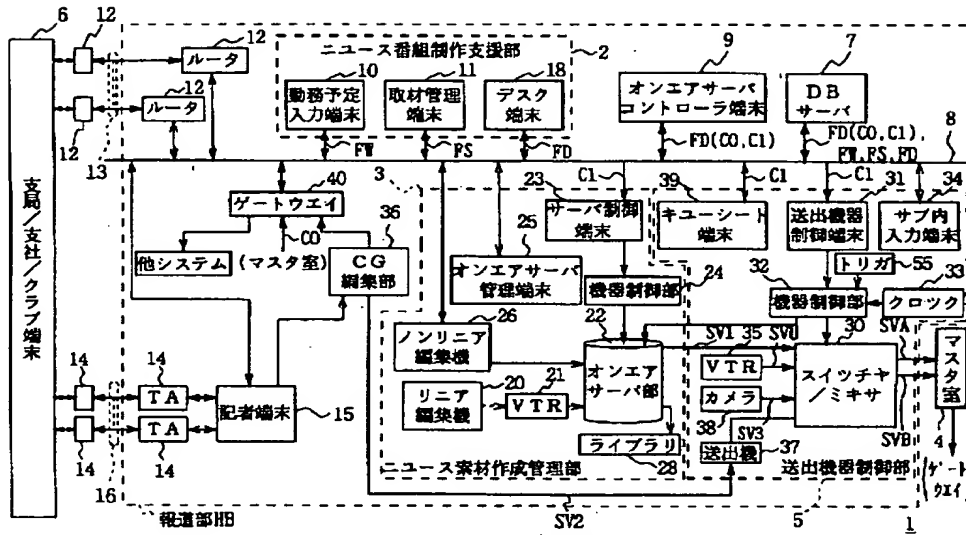 6
12
12
ルータ
12
ルータ
12
13
ニユース番組制作支援部
2
10
勤務予定
入力端末
11
取材管理
端末
18
デスク
端末
9
オンエアサーバ
コントローラ端末
7
DB
サーバ
FW
FS
FD
FD(CO,C1)
FD(CO,C1),
FW,FS,FD
8
支局/支社/クラブ端末
40
ゲートウエイ
3
36
CO
他システム
(マスタ室)
CG
編集部
23
C1
サーバ制御
端末
25
オンエアサーバ
管理端末
24
機器制御部
39
C1
キユーシート
端末
C1
31
送出機器
制御端末
34
サブ内
入力端末
トリガ
55
32
機器制御部
33
クロック
26
ノンリニア
編集機
22
オンエア
サーバ部
20
リニア
編集機
21
VTR
ライブラリ
28
ニユース素材作成管理部
SV1
35
SV0
VTR
カメラ
38
SV3
37
送出機
30
スイツチヤ
/ミキサ
SVA
SVB
マスタ室
4
ゲートウエイ
送出機器制御部
5
1
14
TA
14
TA
14
14
記者端末
15
16
報道部HB
SV2